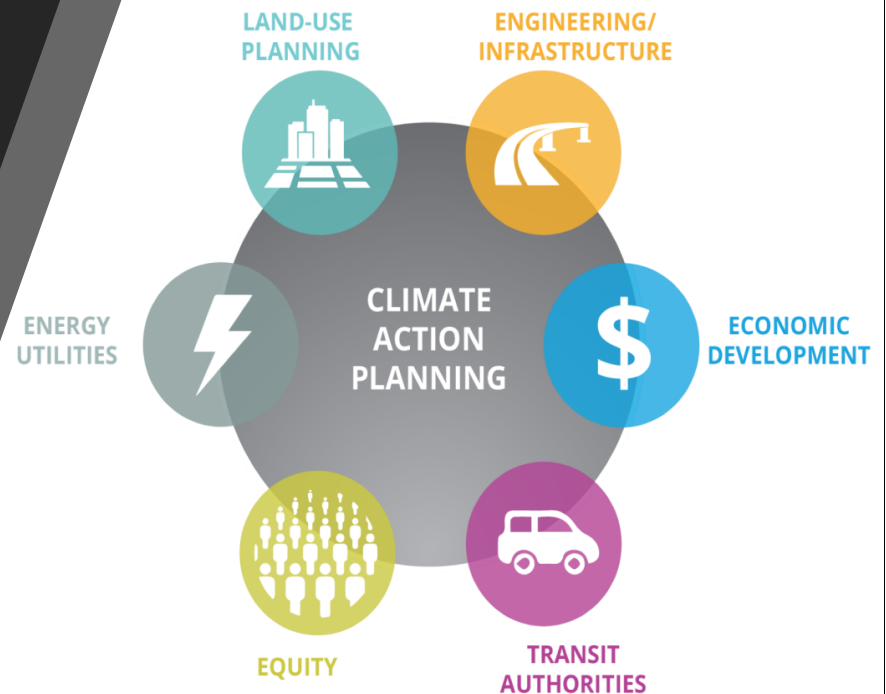 LAND-USE
PLANNING
ENGINEERING/
INFRASTRUCTURE
CLIMATE
ACTION
PLANNING
ENERGY
UTILITIES
$
ECONOMIC
DEVELOPMENT
EQUITY
TRANSIT
AUTHORITIES